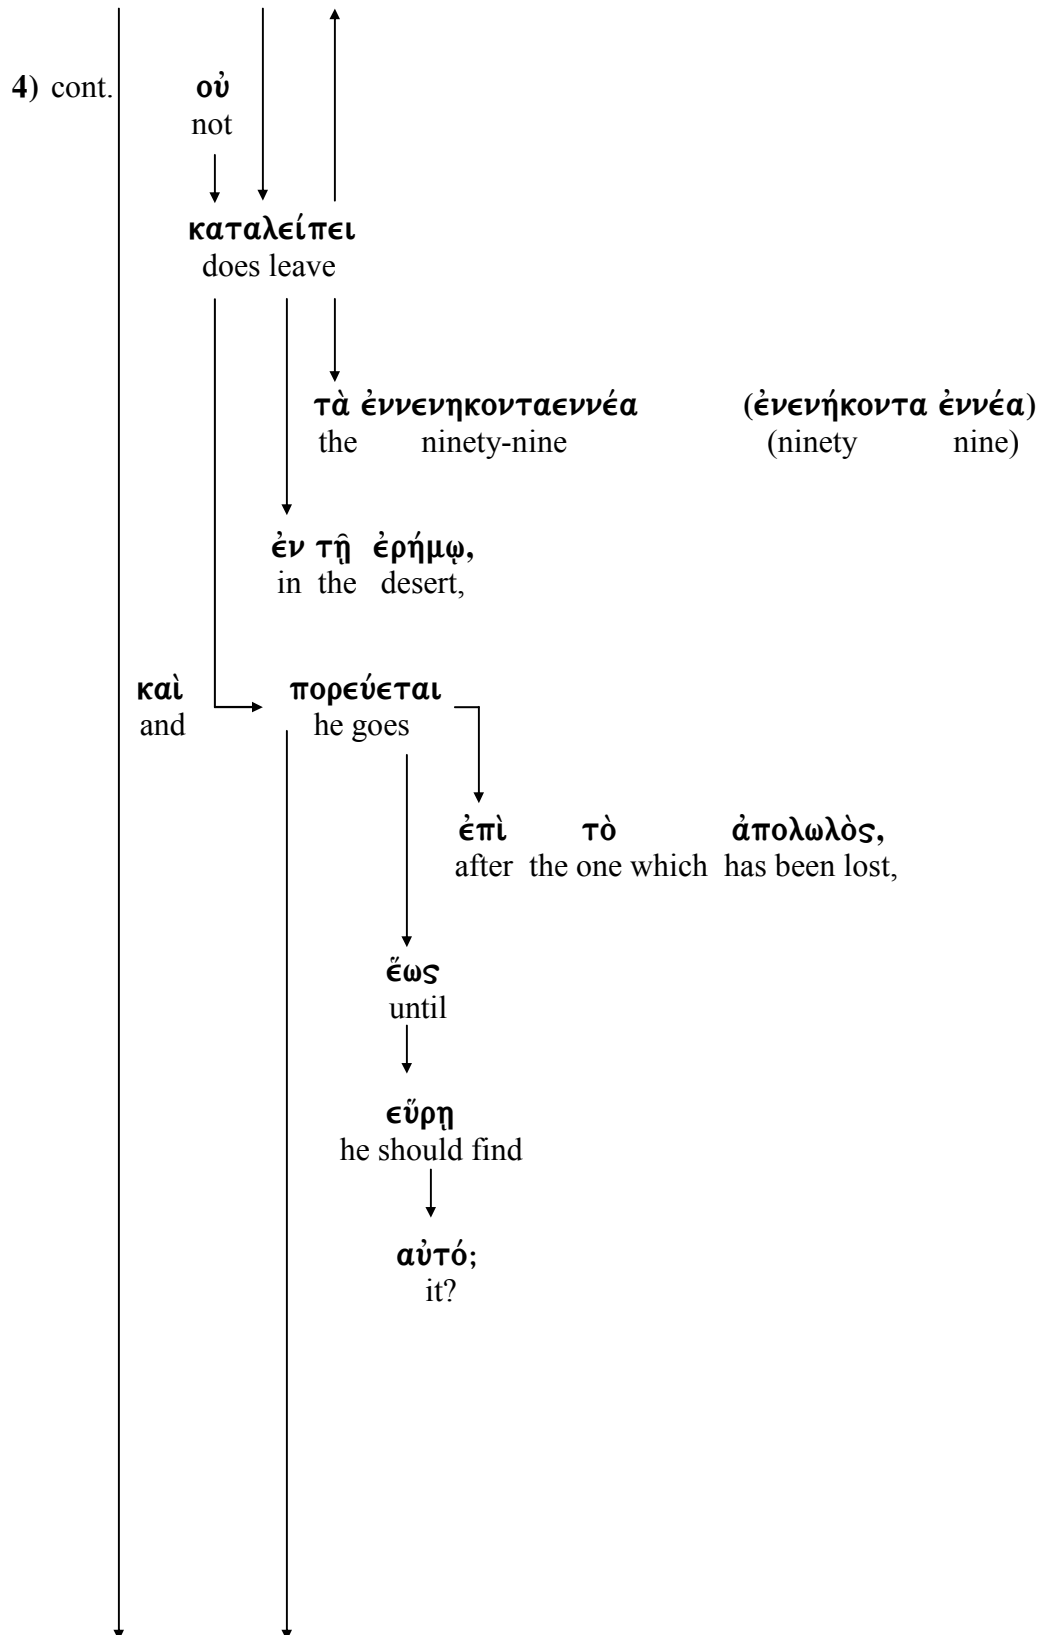 4) cont. οὐ
not
καταλείπει
does leave
τὰ ἐννενηκονταεννέα (ἐνενήκοντα ἐννέα)
the ninety-nine (ninety nine)
ἐν τῇ ἐρήμῳ,
in the desert,
καὶ πορεύεται
and he goes
ἐπὶ τὸ ἀπολωλὸς,
after the one which has been lost,
ἕως
until
εὕρῃ
he should find
αὐτό;
it?